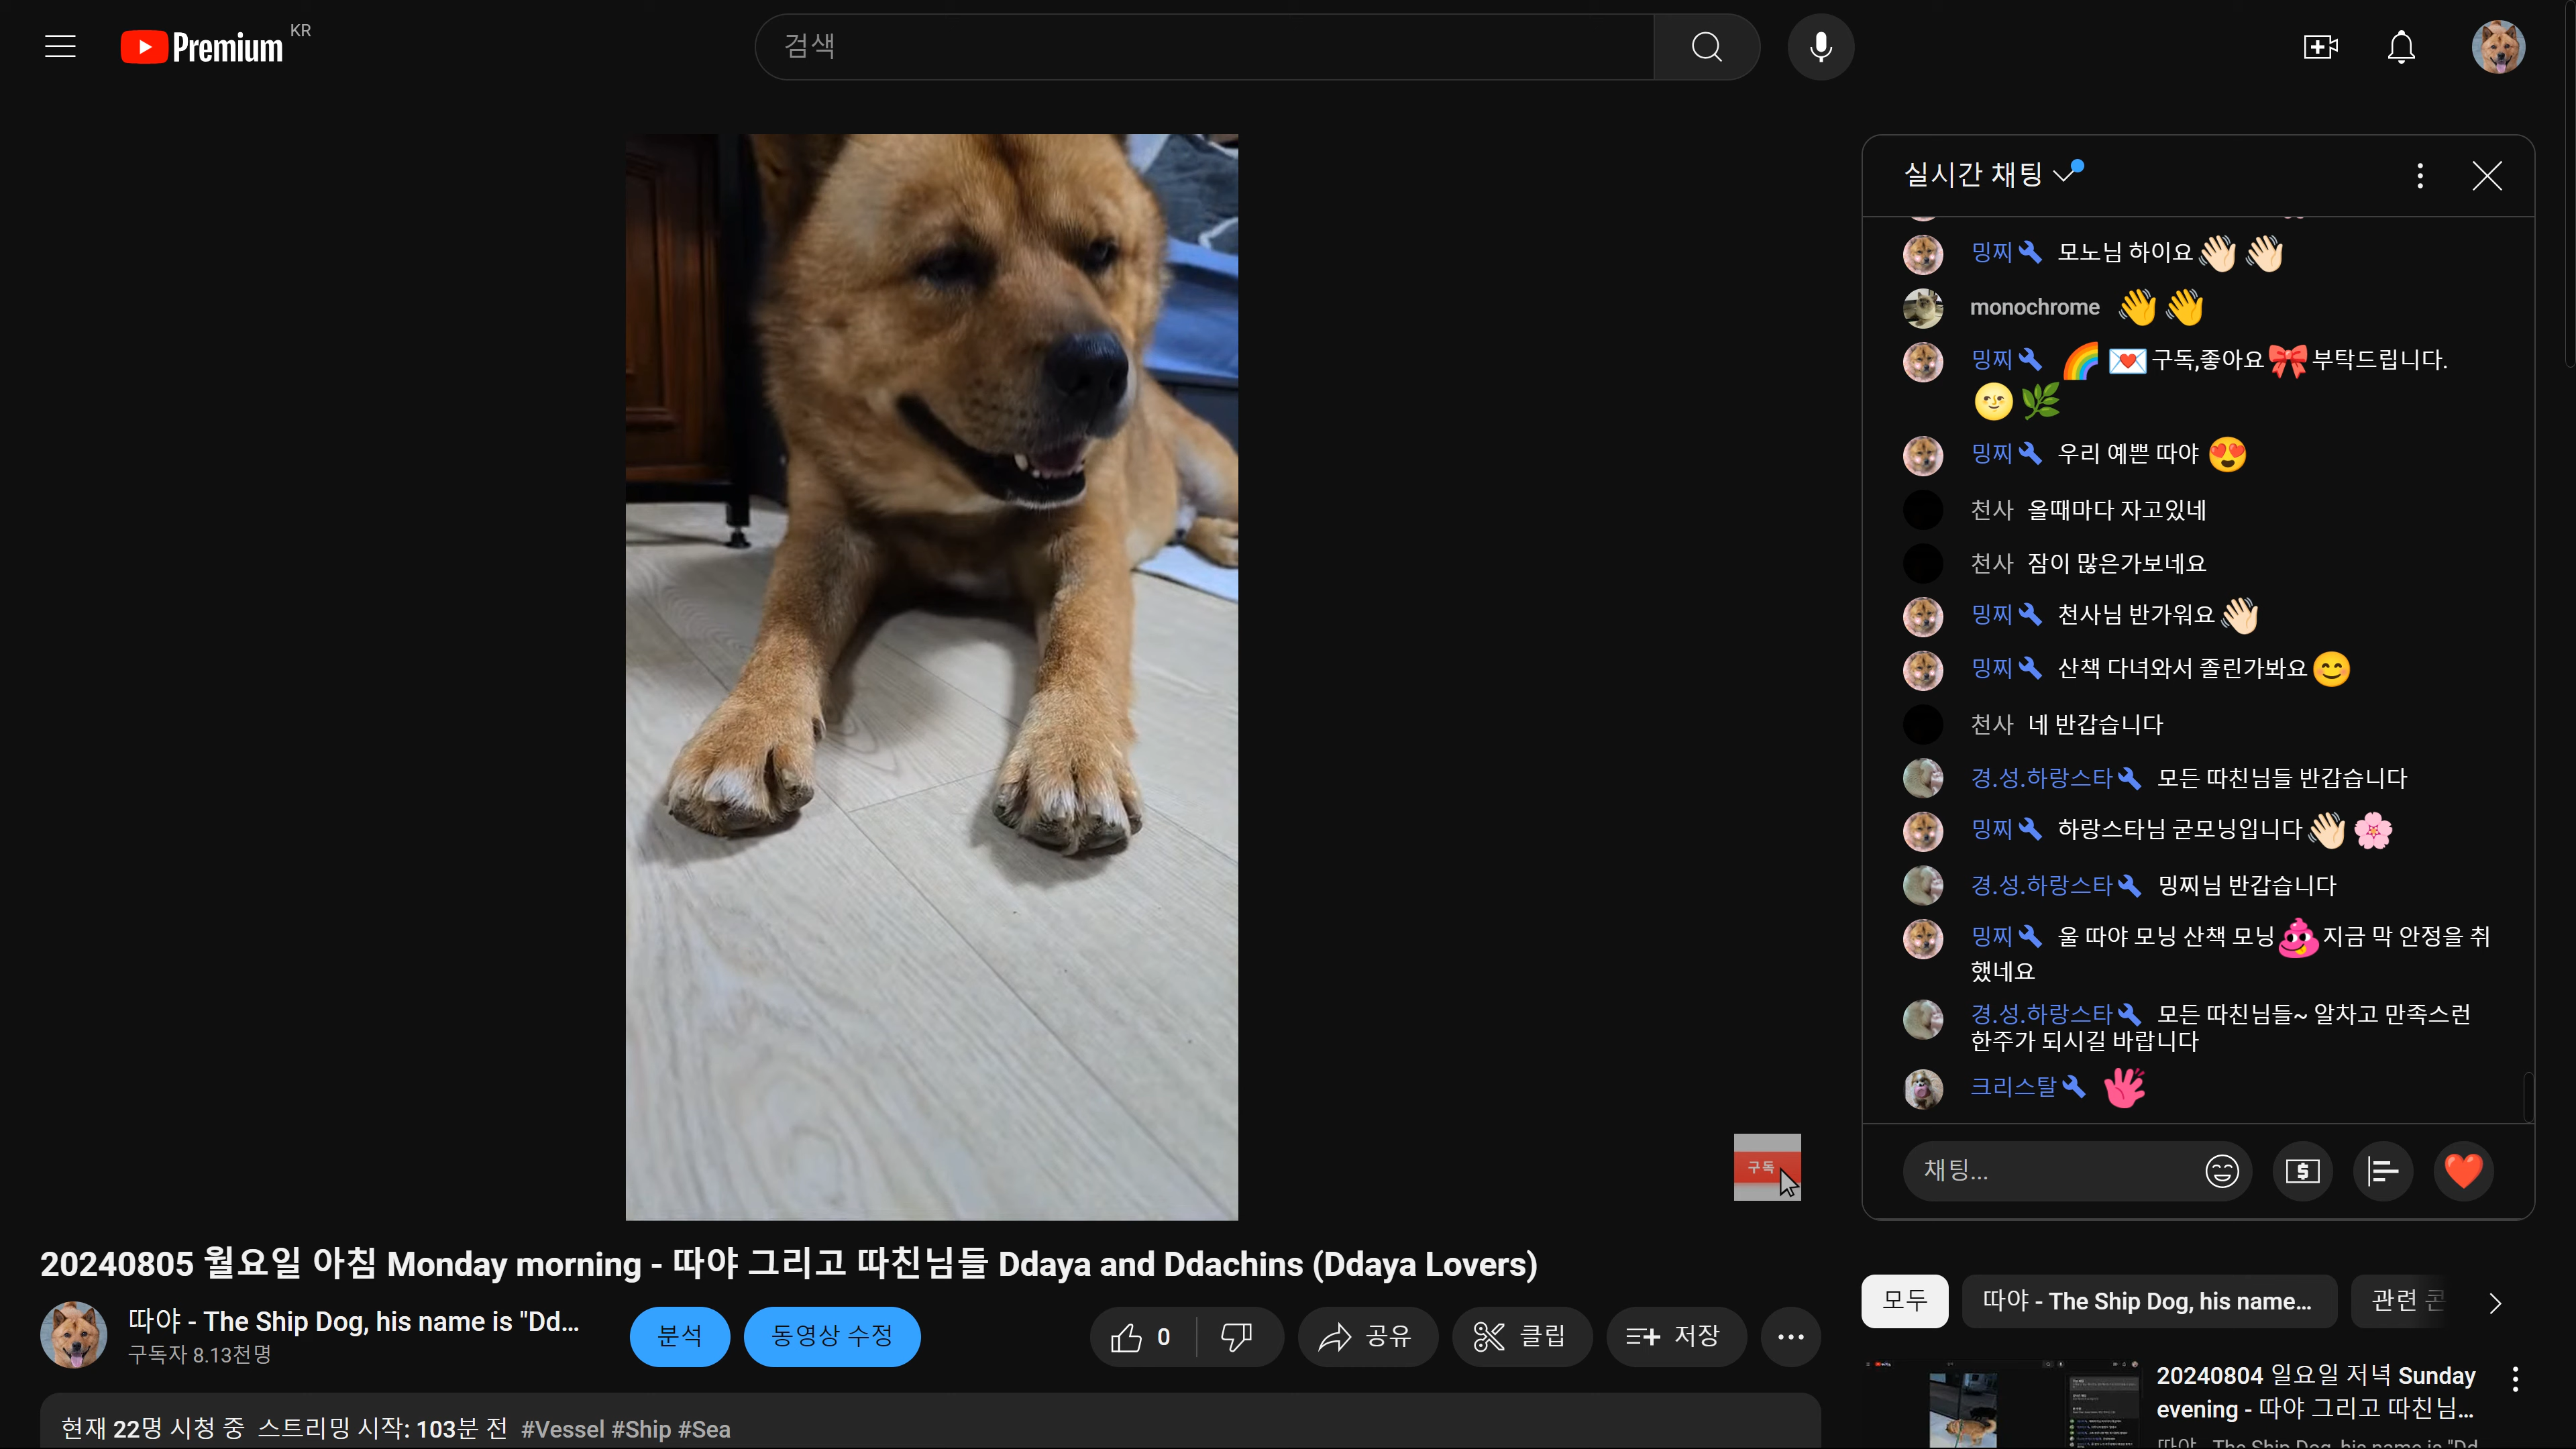 Premium KR
검색
실시간 채팅
밍찌 모노님 하이요👋🏻👋🏻
monochrome 👋👋
밍찌 🌈💌구독,좋아요🎀부탁드립니다.
🌝🌿
밍찌 우리 예쁜 따야 😍
천사 올때마다 자고있네
천사 잠이 많은가보네요
밍찌 천사님 반가워요👋🏻
밍찌 산책 다녀와서 졸린가봐요😊
천사 네 반갑습니다
경.성.하랑스타 모든 따친님들 반갑습니다
밍찌 하랑스타님 굳모닝입니다👋🏻🌸
경.성.하랑스타 밍찌님 반갑습니다
밍찌 울 따야 모닝 산책 모닝💩지금 막 안정을 취
했네요
경.성.하랑스타 모든 따친님들~ 알차고 만족스런
한주가 되시길 바랍니다
크리스탈
채팅...
구독
20240805 월요일 아침 Monday morning - 따야 그리고 따친님들 Ddaya and Ddachins (Ddaya Lovers)
따야 - The Ship Dog, his name is "Dd...
구독자 8.13천명
분석
동영상 수정
0
공유
클립
저장
현재 22명 시청 중 스트리밍 시작: 103분 전 #Vessel #Ship #Sea
모두
따야 - The Ship Dog, his name...
관련
20240804 일요일 저녁 Sunday
evening - 따야 그리고 따친님...